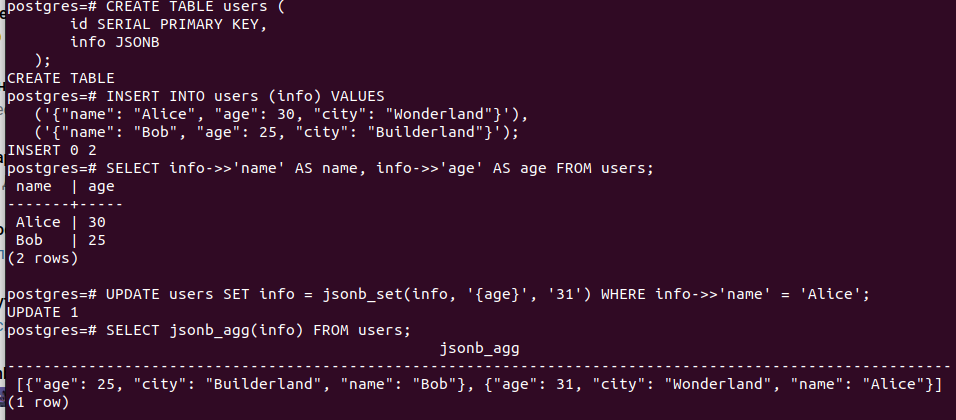 postgres=# CREATE TABLE users (
       id SERIAL PRIMARY KEY,
       info JSONB
   );
CREATE TABLE
postgres=# INSERT INTO users (info) VALUES
   ('{"name": "Alice", "age": 30, "city": "Wonderland"}'),
   ('{"name": "Bob", "age": 25, "city": "Builderland"}');
INSERT 0 2
postgres=# SELECT info->>'name' AS name, info->>'age' AS age FROM users;
 name  | age
-------+-----
 Alice | 30
 Bob   | 25
(2 rows)
postgres=# UPDATE users SET info = jsonb_set(info, '{age}', '31') WHERE info->>'name' = 'Alice';
UPDATE 1
postgres=# SELECT jsonb_agg(info) FROM users;
                                                jsonb_agg
---------------------------------------------------------------------------------------------------------
 [{"age": 25, "city": "Builderland", "name": "Bob"}, {"age": 31, "city": "Wonderland", "name": "Alice"}]
(1 row)